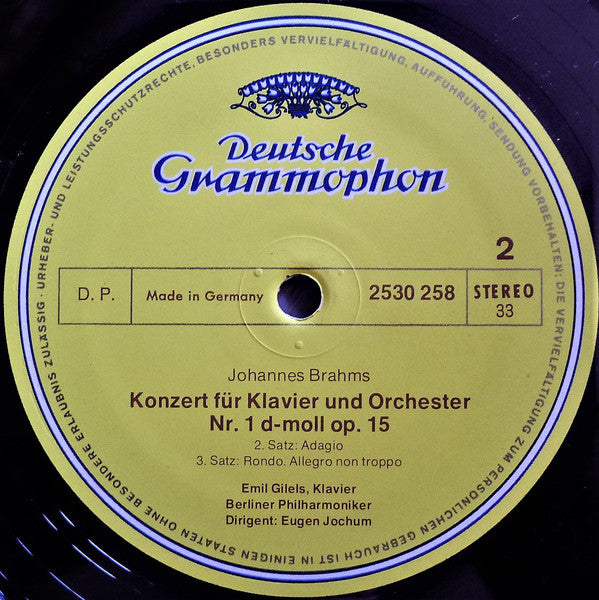 Deutsche
Grammophon
2
D. P.
Made in Germany
2530 258
STEREO
33
Johannes Brahms
Konzert für Klavier und Orchester
Nr. 1 d-moll op. 15
2. Satz: Adagio
3. Satz: Rondo. Allegro non troppo
Emil Gilels, Klavier
Berliner Philharmoniker
Dirigent: Eugen Jochum
URHEBER- UND LEISTUNGSSCHUTZRECHTE, BESONDERS VERVIELFÄLTIGUNG, AUFFÜHRUNG, SENDUNG VORBEHALTEN; DIE VERVIELFÄLTIGUNG ZUM PERSÖNLICHEN GEBRAUCH IST IN EINIGEN STAATEN OHNE BESONDERE ERLAUBNIS ZULÄSSIG ·